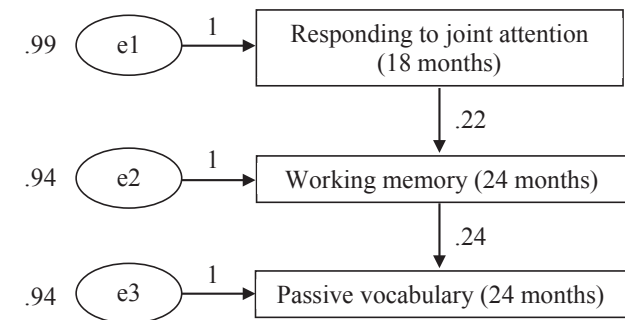 .99
e1
1
Responding to joint attention
(18 months)
.22
.94
e2
1
Working memory (24 months)
.24
.94
e3
1
Passive vocabulary (24 months)